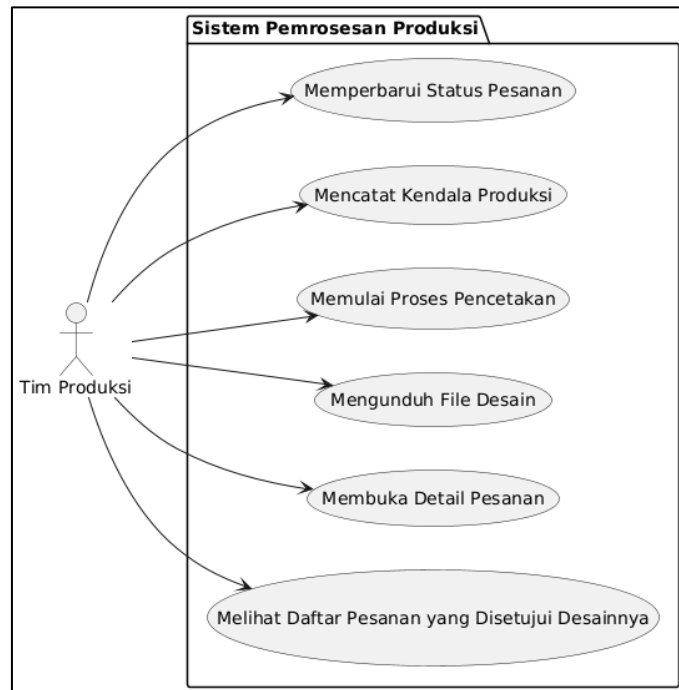 Sistem Pemrosesan Produksi
Memperbarui Status Pesanan
Mencatat Kendala Produksi
Memulai Proses Pencetakan
Tim Produksi
Mengunduh File Desain
Membuka Detail Pesanan
Melihat Daftar Pesanan yang Disetujui Desainnya